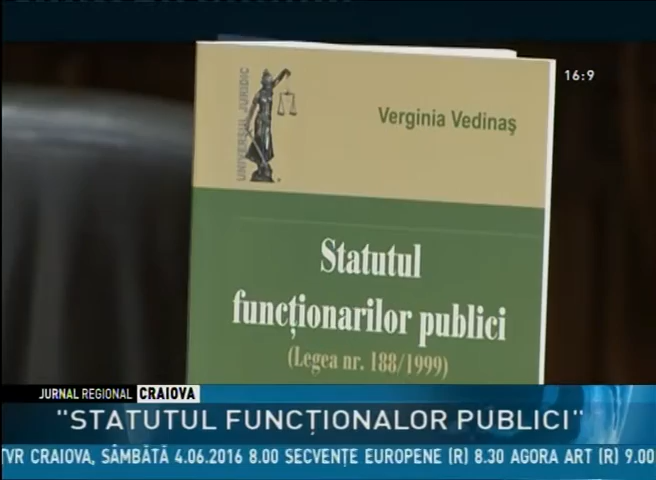 16:9
UNIVERSUL JURIDIC
Verginia Vedinaş
Statutul
funcţionarilor publici
(Legea nr. 188/1999)
JURNAL REGIONAL CRAIOVA
"STATUTUL FUNCȚIONALOR PUBLICI"
TVR CRAIOVA, SÂMBĂTĂ 4.06.2016 8.00 SECVENȚE EUROPENE (R) 8.30 AGORA ART (R) 9.00